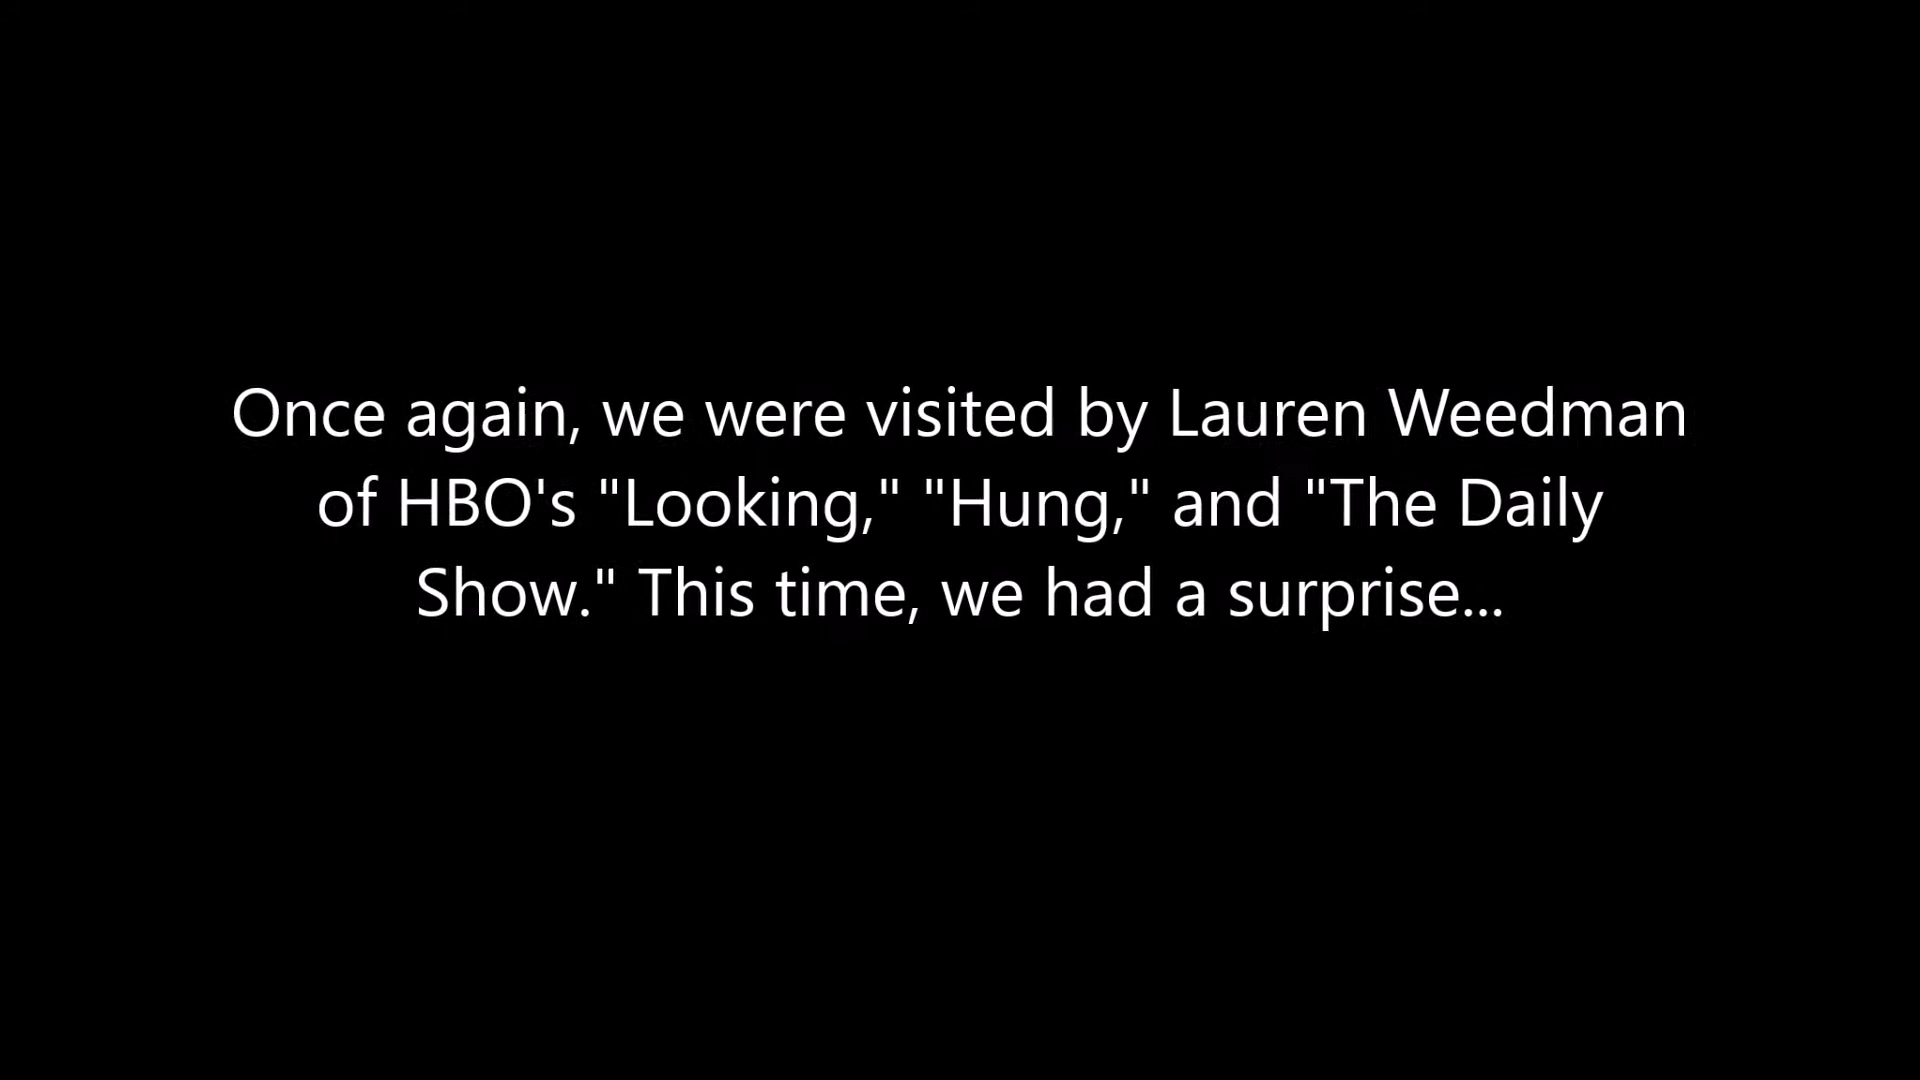 Once again, we were visited by Lauren Weedman
of HBO's "Looking," "Hung," and "The Daily
Show." This time, we had a surprise...